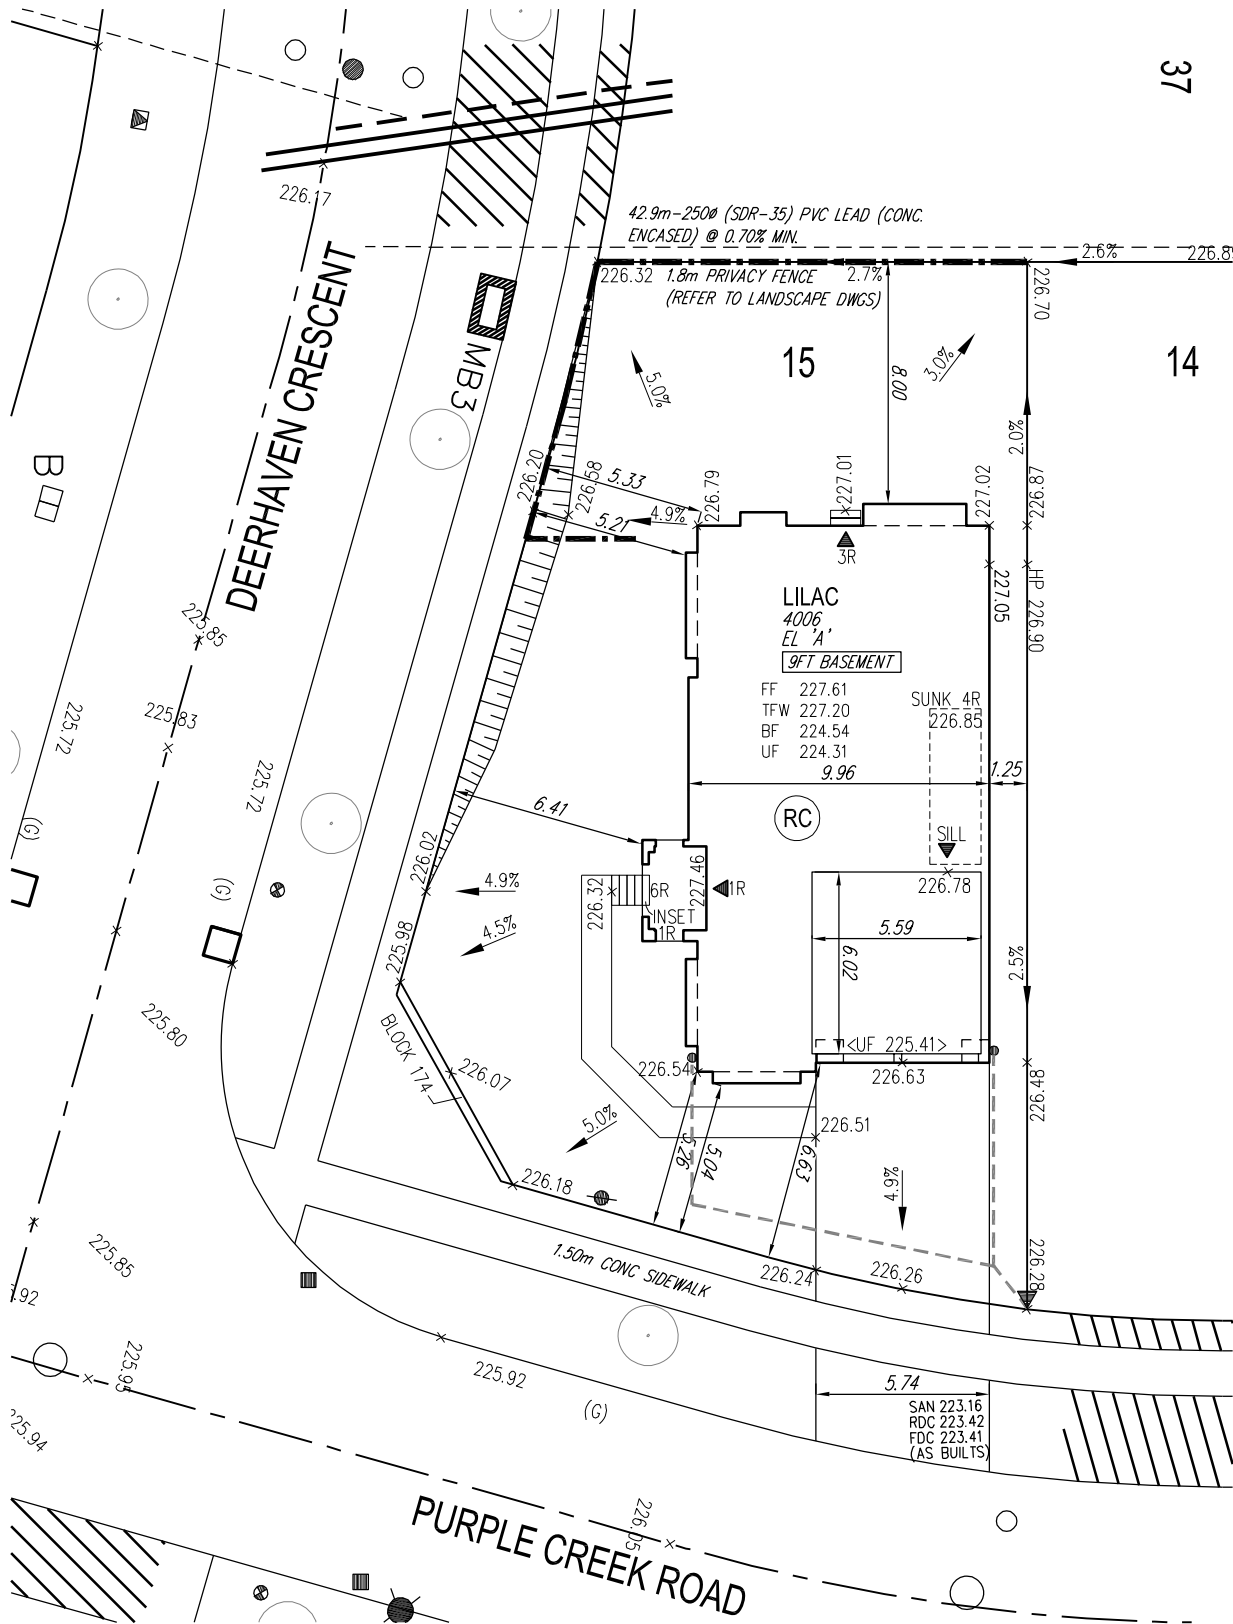 37
226.17
42.9m-250ø (SDR-35) PVC LEAD (CONC.
ENCASED) @ 0.70% MIN.
2.6%
226.32
1.8m PRIVACY FENCE
(REFER TO LANDSCAPE DWGS)
2.7%
226.70
DEERHAVEN CRESCENT
MB3
15
14
5.0%
8.00
3.0%
2.0%
B
226.20
226.58
5.33
5.21
4.9%
226.79
227.01
227.02
226.87
3R
227.05
HP 226.90
LILAC
4006
EL 'A'
9FT BASEMENT
FF 227.61
TFW 227.20
BF 224.54
UF 224.31
SUNK 4R
226.85
9.96
1.25
225.85
225.83
225.72
225.72
6.41
RC
SILL
226.78
(G)
(G)
226.02
4.9%
4.5%
226.32
6R
INSET
1R
227.46
1R
5.59
6.02
2.5%
225.98
225.80
BLOCK 174
226.07
226.54
<UF 225.41>
226.63
226.48
5.0%
226.51
5.26
5.04
6.63
4.9%
226.18
226.24
226.26
226.28
1.50m CONC SIDEWALK
225.85
.92
225.95
225.92
(G)
5.74
SAN 223.16
RDC 223.42
FDC 223.41
(AS BUILTS)
225.94
PURPLE CREEK ROAD
226.05